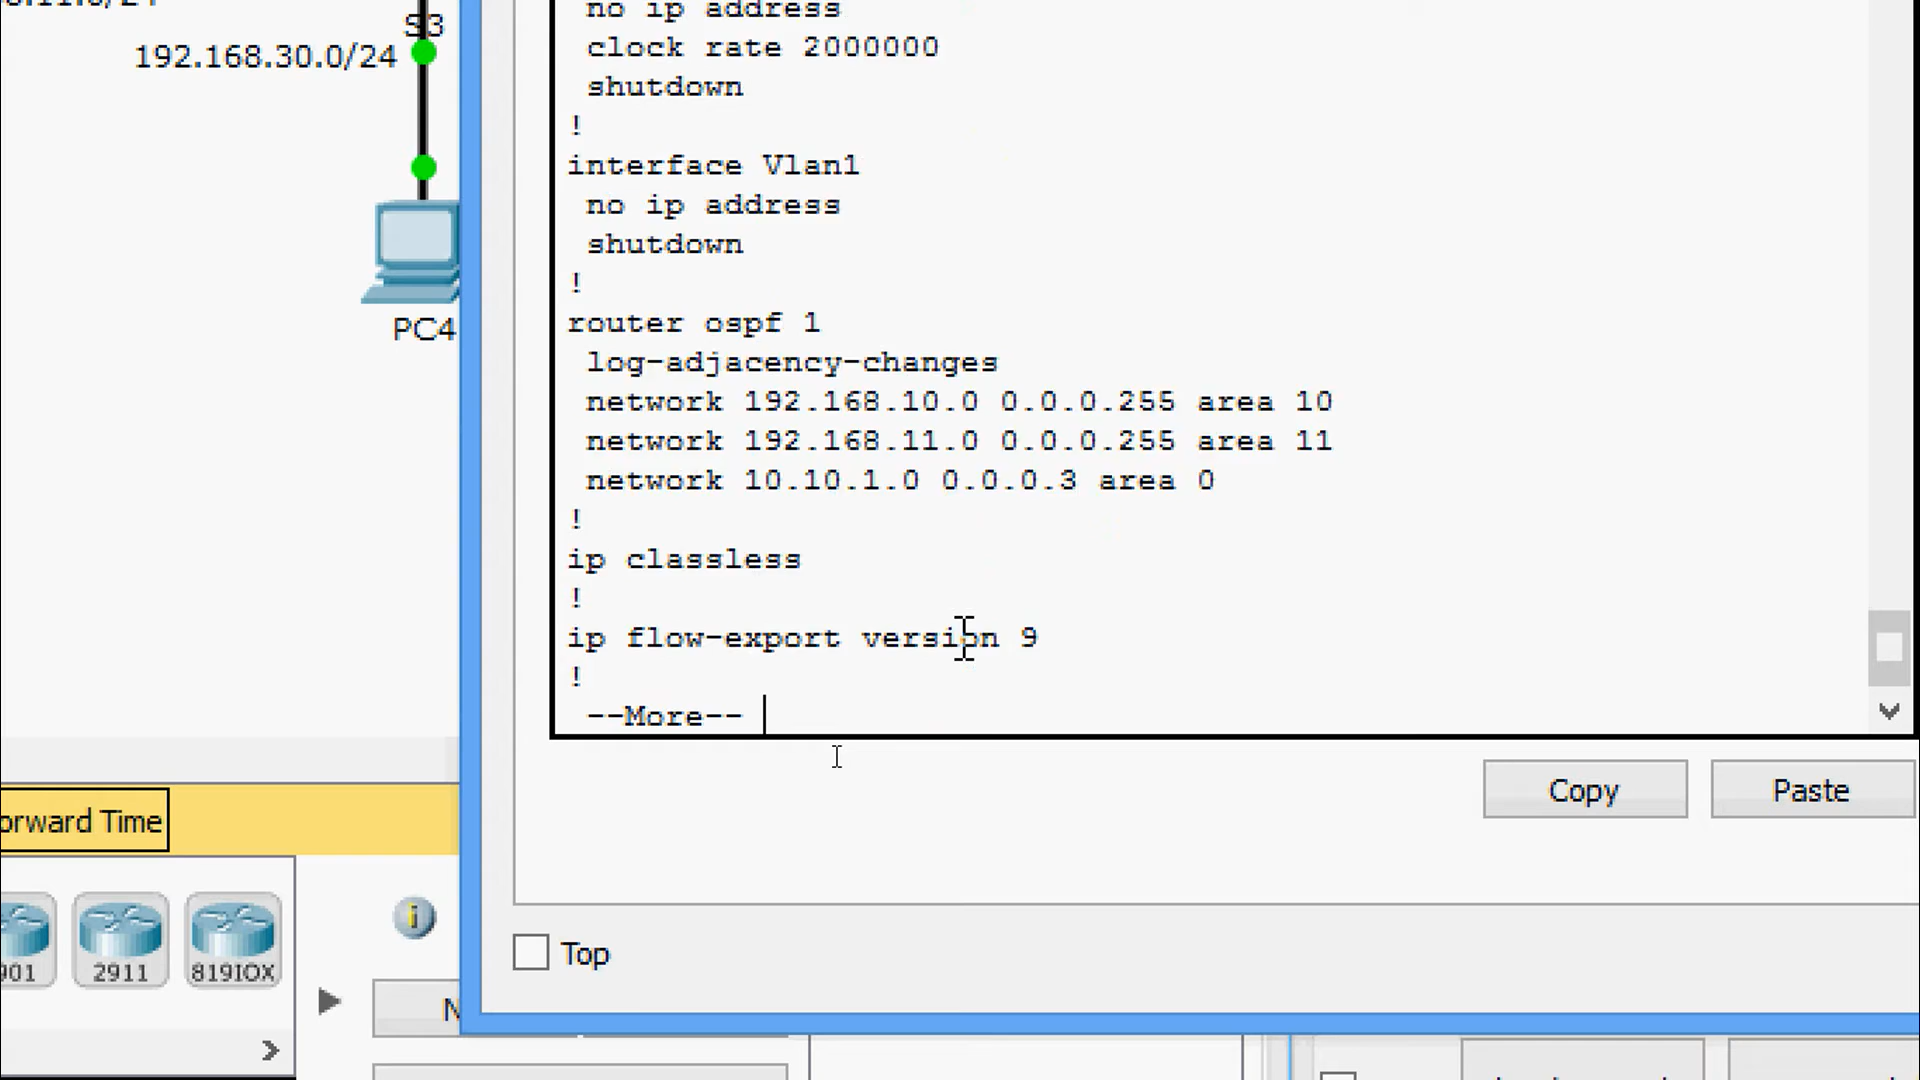 S3
192.168.30.0/24
PC4
no ip address
clock rate 2000000
shutdown
!
interface Vlan1
no ip address
shutdown
!
router ospf 1
log-adjacency-changes
network 192.168.10.0 0.0.0.255 area 10
network 192.168.11.0 0.0.0.255 area 11
network 10.10.1.0 0.0.0.3 area 0
!
ip classless
!
ip flow-export version 9
!
--More--
Copy
Paste
Top
orward Time
901
2911
819IOX